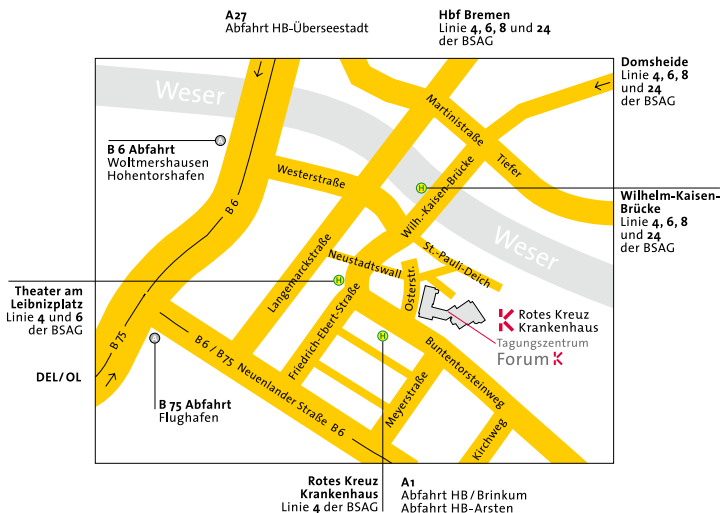 A27
Abfahrt HB-Überseestadt
Hbf Bremen
Linie 4, 6, 8 und 24
der BSAG
Domsheide
Linie 4, 6, 8
und 24
der BSAG
Weser
Martinistraße
Tiefer
B 6 Abfahrt
Woltmershausen
Hohentorshafen
Westerstraße
B 6
H
Wilh.-Kaisen-Brücke
Wilhelm-Kaisen-
Brücke
Linie 4, 6, 8
und 24
der BSAG
Weser
St.-Pauli-Deich
Neustadtswall
Osterstr.
Langemarckstraße
Theater am
Leibnizplatz
Linie 4 und 6
der BSAG
H
Friedrich-Ebert-Straße
Rotes Kreuz
Krankenhaus
Tagungszentrum
Forum K
H
B 75
B6 / B75 Neuenlander Straße B 6
Buntentorsteinweg
Meyerstraße
Kirchweg
DEL/OL
B 75 Abfahrt
Flughafen
Rotes Kreuz
Krankenhaus
Linie 4 der BSAG
A1
Abfahrt HB/Brinkum
Abfahrt HB-Arsten